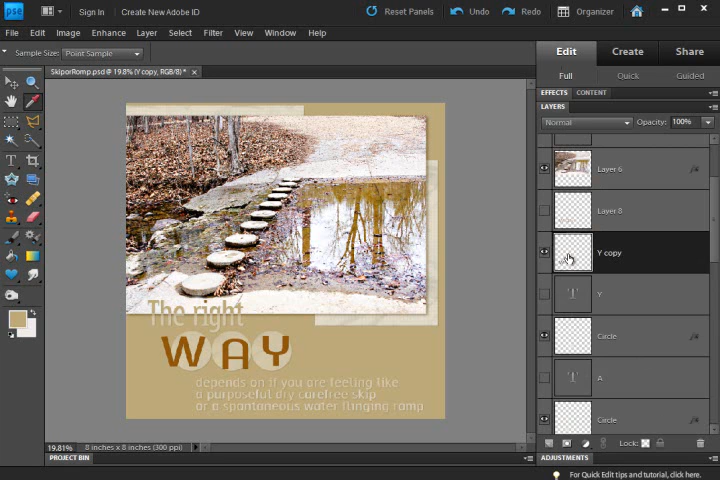 pse
Sign In
Create New Adobe ID
Reset Panels
Undo
Redo
Organizer
File Edit Image Enhance Layer Select Filter View Window Help
Sample Size: Point Sample
Edit Create Share
Full Quick Guided
SkiporRomp.psd @ 19.8% (Y copy, RGB/8) * ×
EFFECTS CONTENT
LAYERS
Normal Opacity: 100%
Layer 6
Layer 8
Y copy
T Y
Circle
T A
Circle
The right
WAY
depends on if you are feeling like
a purposeful dry carefree skip
or a spontaneous water flinging romp
19.81% 8 inches x 8 inches (300 ppi)
Lock:
PROJECT BIN
ADJUSTMENTS
For Quick Edit tips and tutorial, click here.